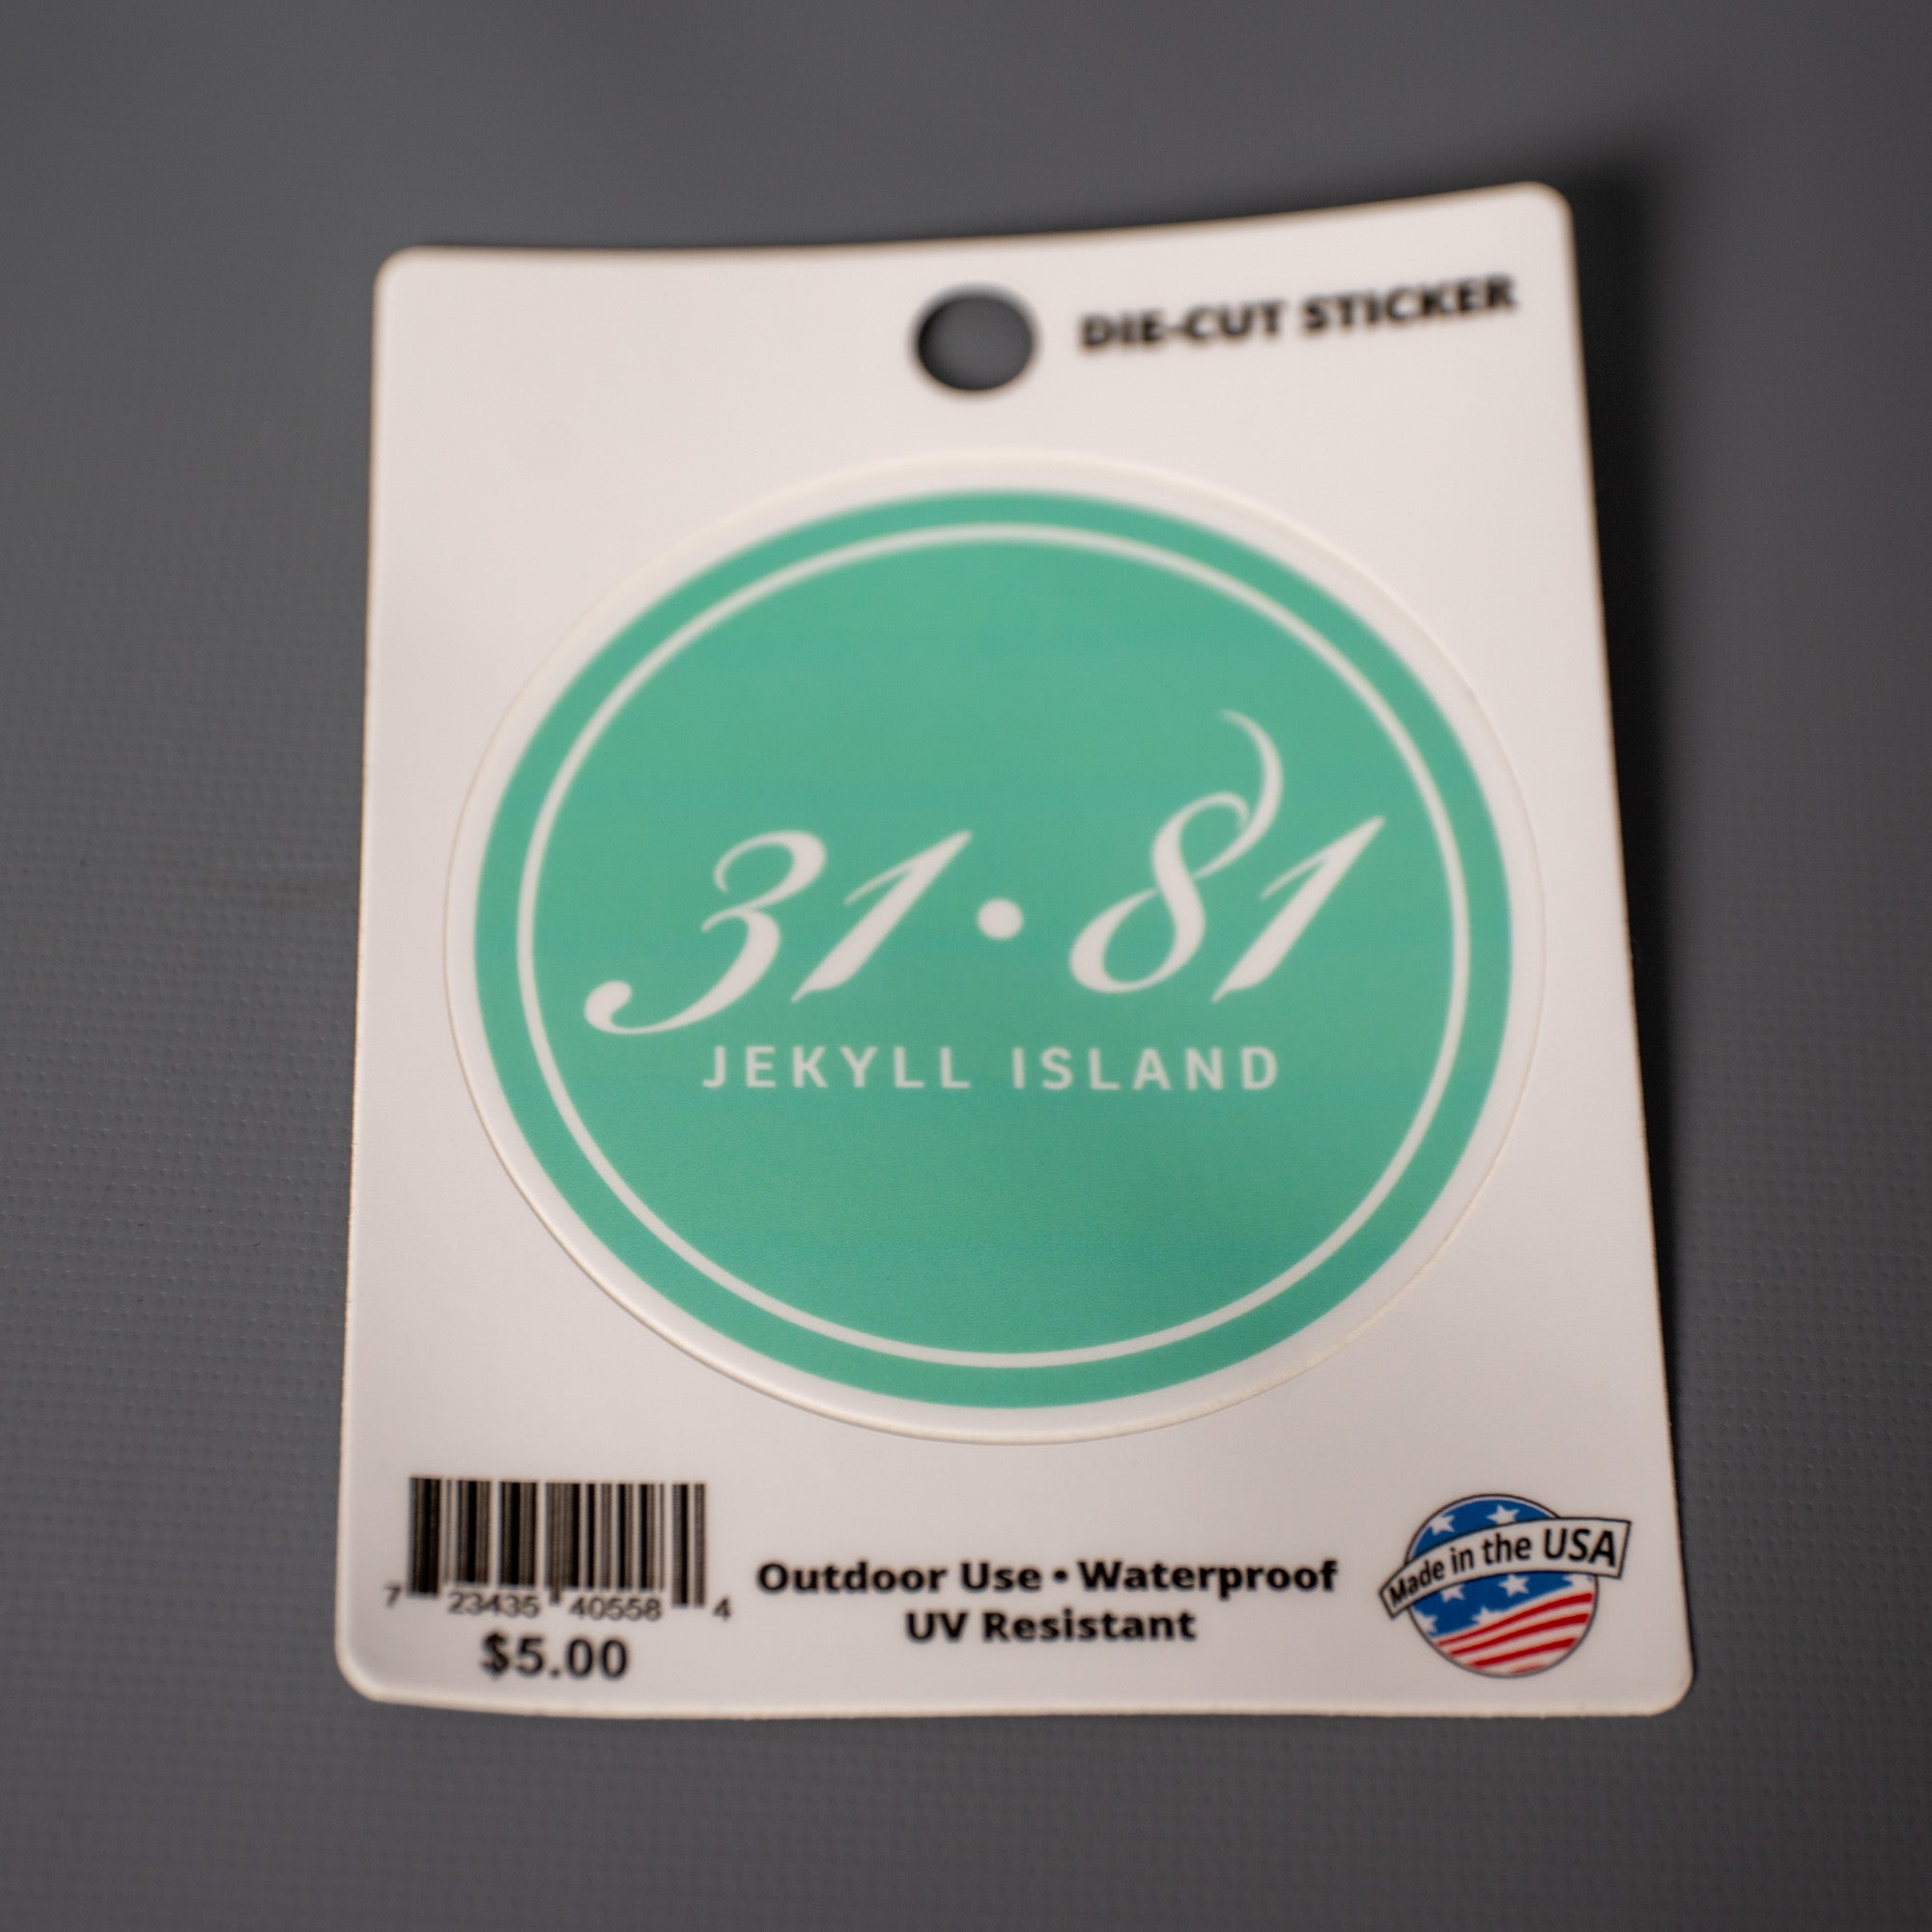 DIE-CUT STICKER
31•81
JEKYLL ISLAND
7 23435 40558 4
$5.00
Outdoor Use • Waterproof
UV Resistant
Made in the USA